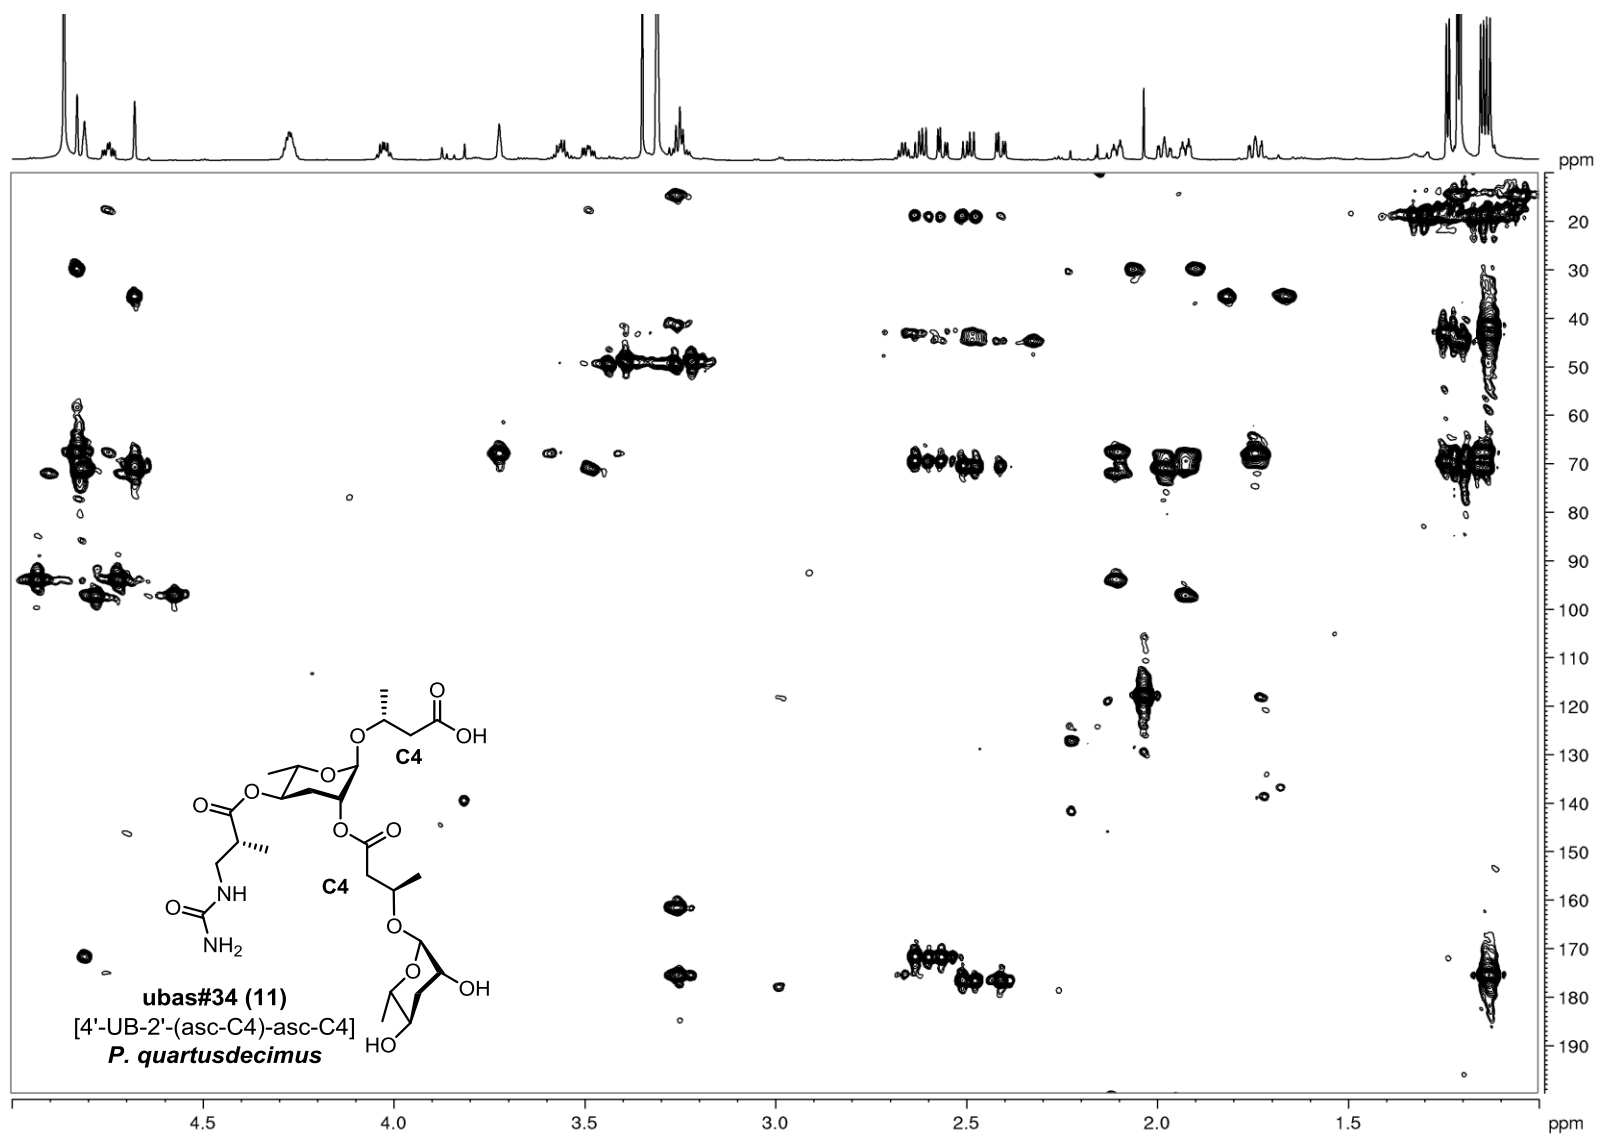 ppm
20
30
40
50
60
70
80
90
100
110
120
130
140
150
160
170
180
190
O
OH
O
C4
O
O
O
O
O
C4
NH
O
O
NH2
O
OH
HO
ubas#34 (11)
[4'-UB-2'-(asc-C4)-asc-C4]
P. quartusdecimus
4.5 4.0 3.5 3.0 2.5 2.0 1.5 ppm